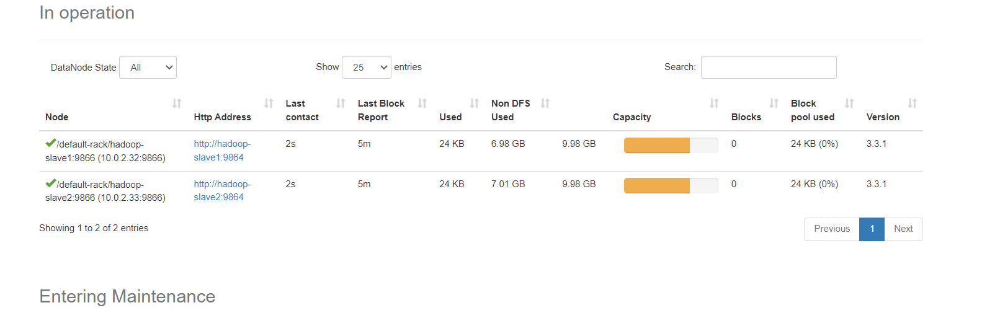 In operation
DataNode State All Show 25 entries Search:
Node Http Address Last contact Last Block Report Used Non DFS Used Capacity Blocks Block pool used Version
/default-rack/hadoop-slave1:9866 (10.0.2.32:9866) http://hadoop-slave1:9864 2s 5m 24 KB 6.98 GB 9.98 GB 0 24 KB (0%) 3.3.1
/default-rack/hadoop-slave2:9866 (10.0.2.33:9866) http://hadoop-slave2:9864 2s 5m 24 KB 7.01 GB 9.98 GB 0 24 KB (0%) 3.3.1
Showing 1 to 2 of 2 entries Previous 1 Next
Entering Maintenance